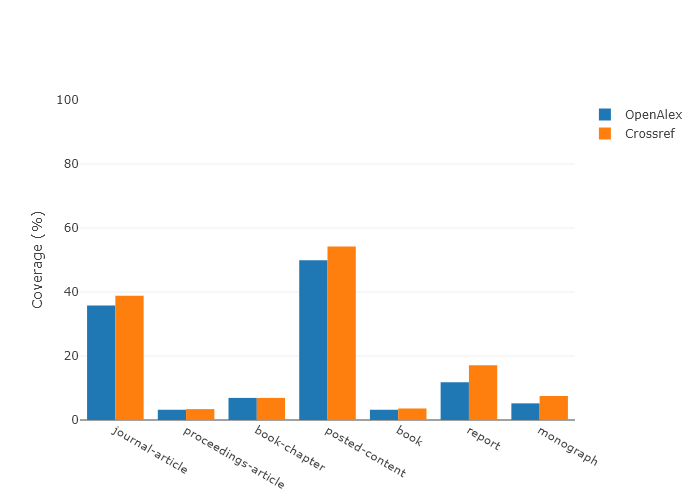 100
80
60
40
20
0
Coverage (%)
journal-article
proceedings-article
book-chapter
posted-content
book
report
monograph
OpenAlex
Crossref